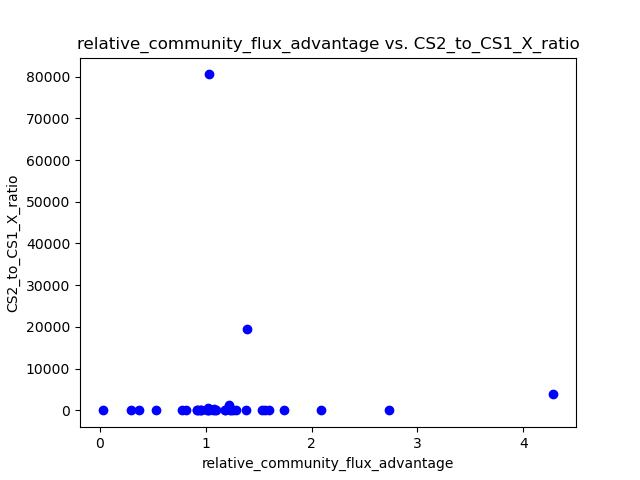 relative_community_flux_advantage vs. CS2_to_CS1_X_ratio
80000
70000
60000
50000
40000
30000
20000
10000
0
CS2_to_CS1_X_ratio
0 1 2 3 4
relative_community_flux_advantage